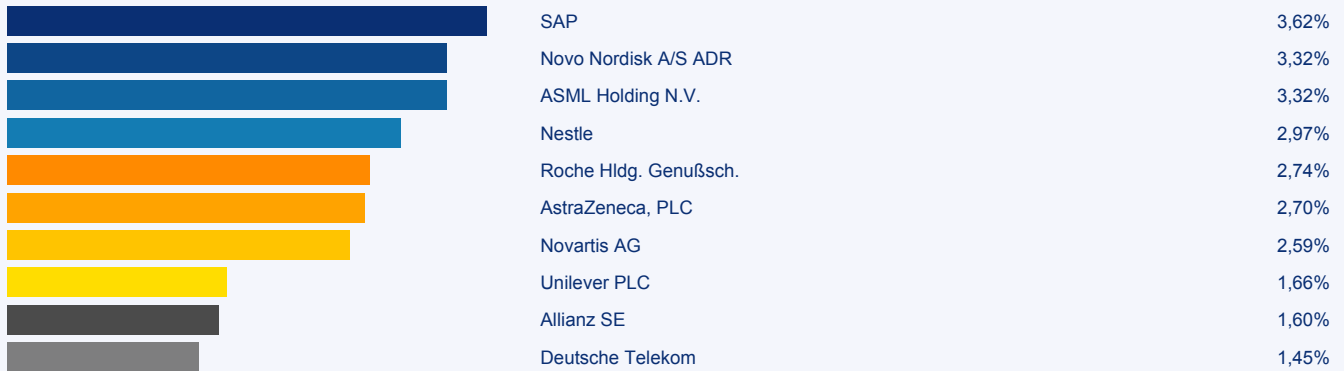 SAP 3,62%
Novo Nordisk A/S ADR 3,32%
ASML Holding N.V. 3,32%
Nestle 2,97%
Roche Hldg. Genußsch. 2,74%
AstraZeneca, PLC 2,70%
Novartis AG 2,59%
Unilever PLC 1,66%
Allianz SE 1,60%
Deutsche Telekom 1,45%